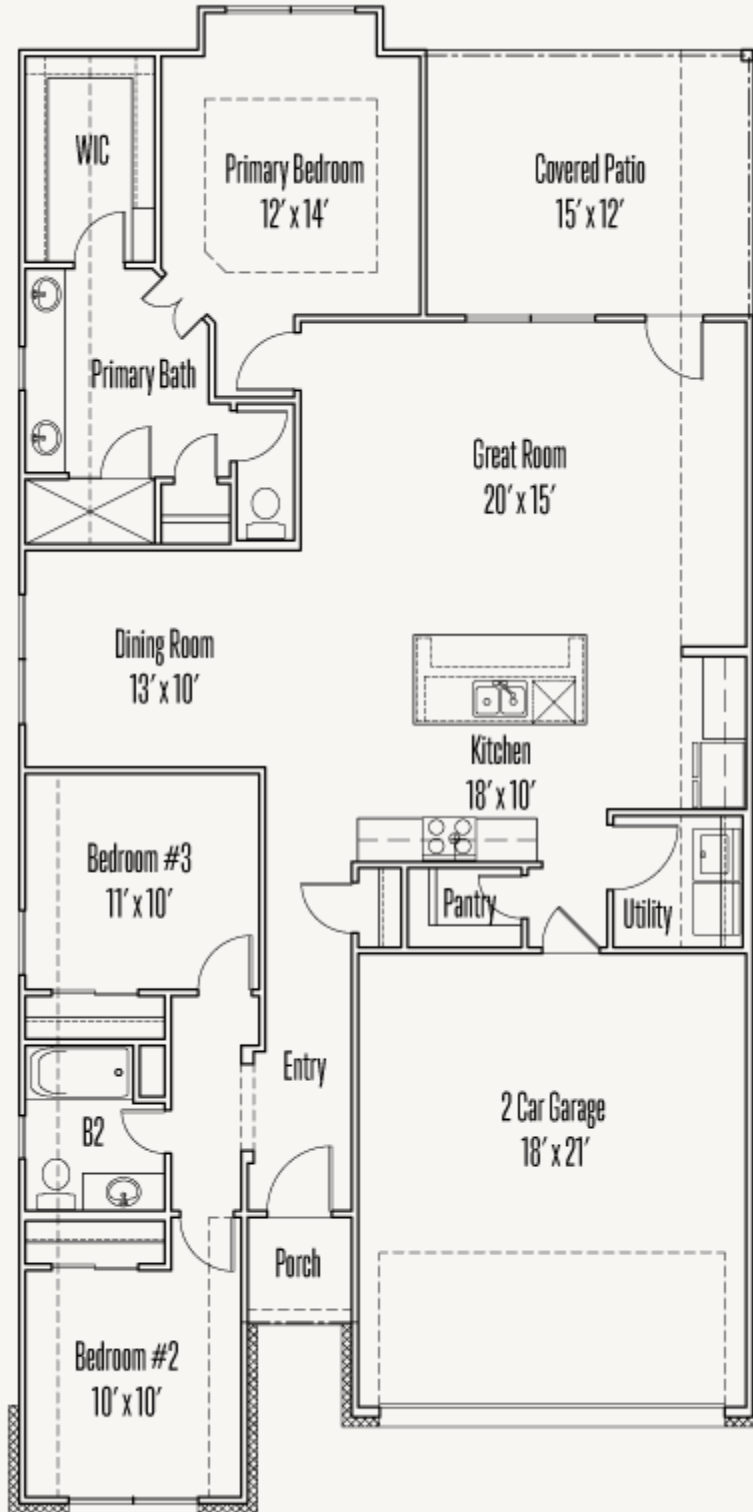 WIC
Primary Bedroom
12' x 14'
Covered Patio
15' x 12'
Primary Bath
Great Room
20' x 15'
Dining Room
13' x 10'
Kitchen
18' x 10'
Bedroom #3
11' x 10'
Pantry
Utility
Entry
B2
2 Car Garage
18' x 21'
Porch
Bedroom #2
10' x 10'